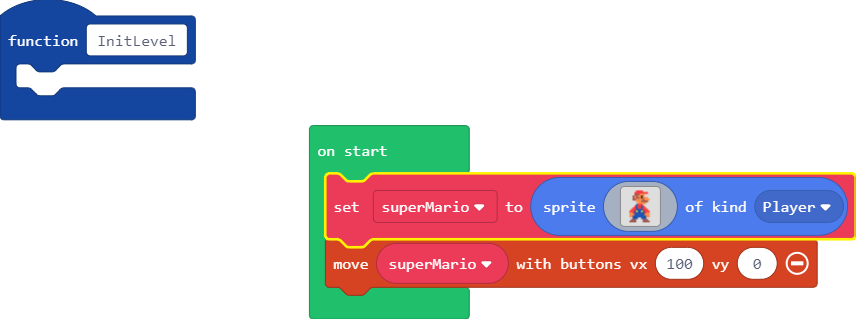 function InitLevel
on start
set superMario to sprite of kind Player
move superMario with buttons vx 100 vy 0